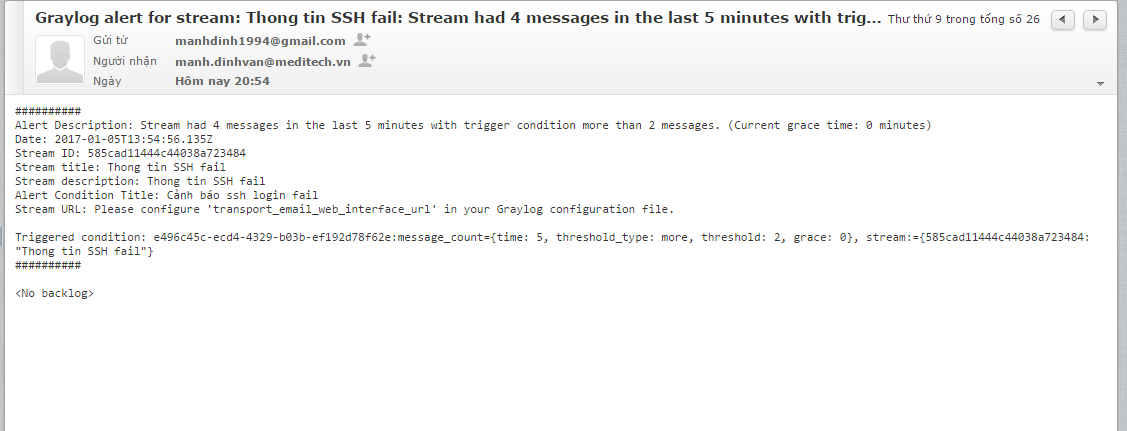 Graylog alert for stream: Thong tin SSH fail: Stream had 4 messages in the last 5 minutes with trig... Thư thứ 9 trong tổng số 26
Gửi từ manhdinh1994@gmail.com
Người nhận manh.dinhvan@meditech.vn
Ngày Hôm nay 20:54
##########
Alert Description: Stream had 4 messages in the last 5 minutes with trigger condition more than 2 messages. (Current grace time: 0 minutes)
Date: 2017-01-05T13:54:56.135Z
Stream ID: 585cad11444c44038a723484
Stream title: Thong tin SSH fail
Stream description: Thong tin SSH fail
Alert Condition Title: Cảnh báo ssh login fail
Stream URL: Please configure 'transport_email_web_interface_url' in your Graylog configuration file.
Triggered condition: e496c45c-ecd4-4329-b03b-ef192d78f62e:message_count={time: 5, threshold_type: more, threshold: 2, grace: 0}, stream:={585cad11444c44038a723484:
"Thong tin SSH fail"}
##########
<No backlog>